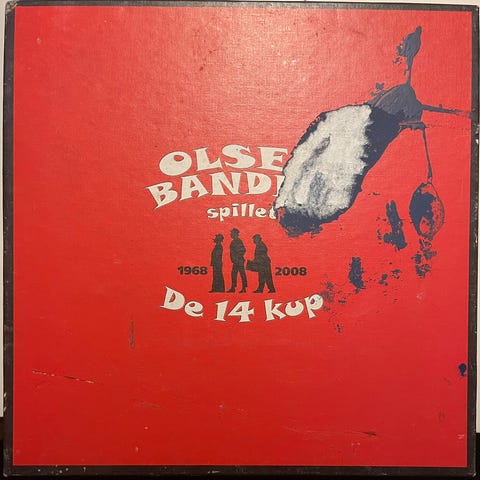 OLSE
BAND
spillet
1968 2008
De 14 kup